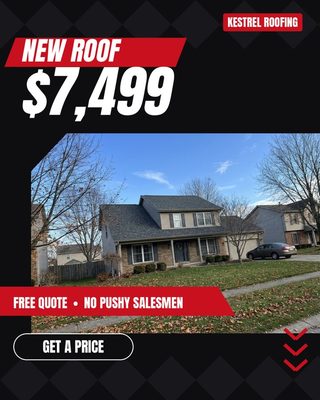 KESTREL ROOFING
NEW ROOF
$7,499
FREE QUOTE • NO PUSHY SALESMEN
GET A PRICE